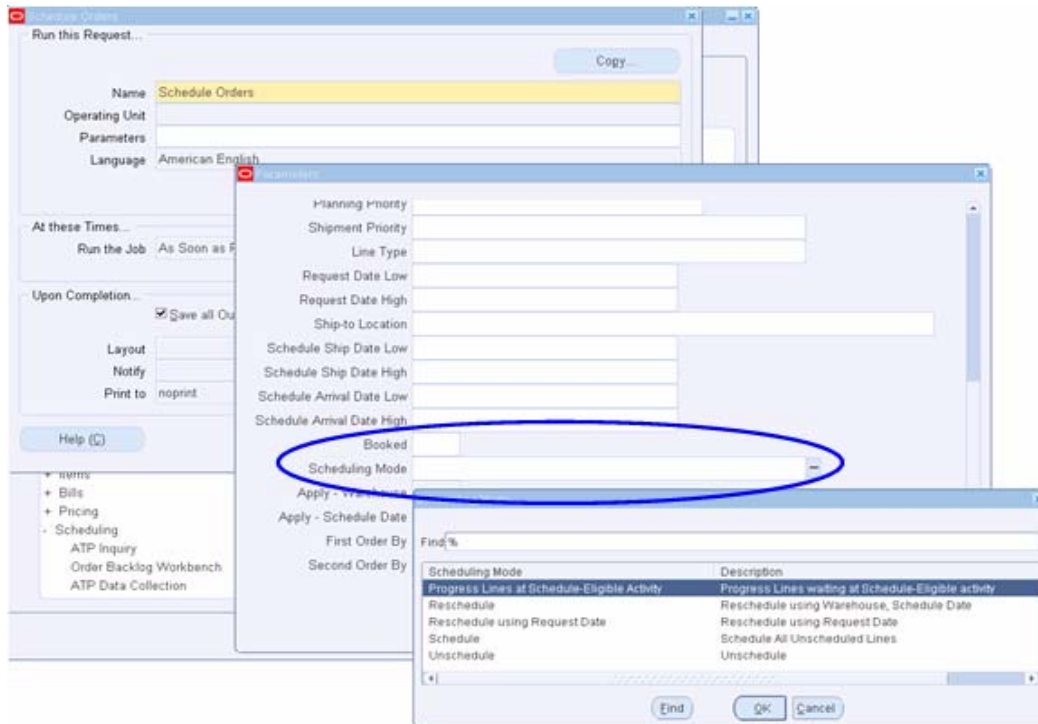 Schedule Orders
Run this Request...
Copy...
Name Schedule Orders
Operating Unit
Parameters
Language American English
At these Times...
Run the Job As Soon as
Upon Completion...
Save all Ou
Layout
Notify
Print to noprint
Help (C)
+ Items
+ Bills
+ Pricing
- Scheduling
ATP Inquiry
Order Backlog Workbench
ATP Data Collection
Parameters
Planning Priority
Shipment Priority
Line Type
Request Date Low
Request Date High
Ship-to Location
Schedule Ship Date Low
Schedule Ship Date High
Schedule Arrival Date Low
Schedule Arrival Date High
Booked
Scheduling Mode
Apply - Warehouse
Apply - Schedule Date
First Order By
Second Order By
Find %
Scheduling Mode Description
Progress Lines at Schedule-Eligible Activity Progress Lines waiting at Schedule-Eligible activity
Reschedule Reschedule using Warehouse, Schedule Date
Reschedule using Request Date Reschedule using Request Date
Schedule Schedule All Unscheduled Lines
Unschedule Unschedule
Find OK Cancel